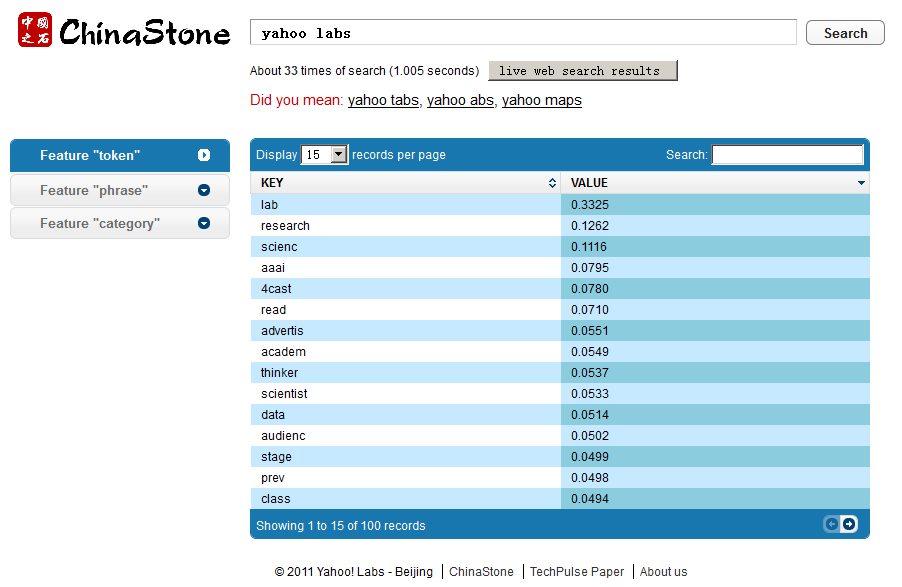 中國之石 ChinaStone
yahoo labs
Search
About 33 times of search (1.005 seconds)
live web search results
Did you mean: yahoo tabs, yahoo abs, yahoo maps
Feature "token"
Feature "phrase"
Feature "category"
Display 15 records per page
Search:
KEY VALUE
lab 0.3325
research 0.1262
scienc 0.1116
aaai 0.0795
4cast 0.0780
read 0.0710
advertis 0.0551
academ 0.0549
thinker 0.0537
scientist 0.0533
data 0.0514
audienc 0.0502
stage 0.0499
prev 0.0498
class 0.0494
Showing 1 to 15 of 100 records
© 2011 Yahoo! Labs - Beijing | ChinaStone | TechPulse Paper | About us